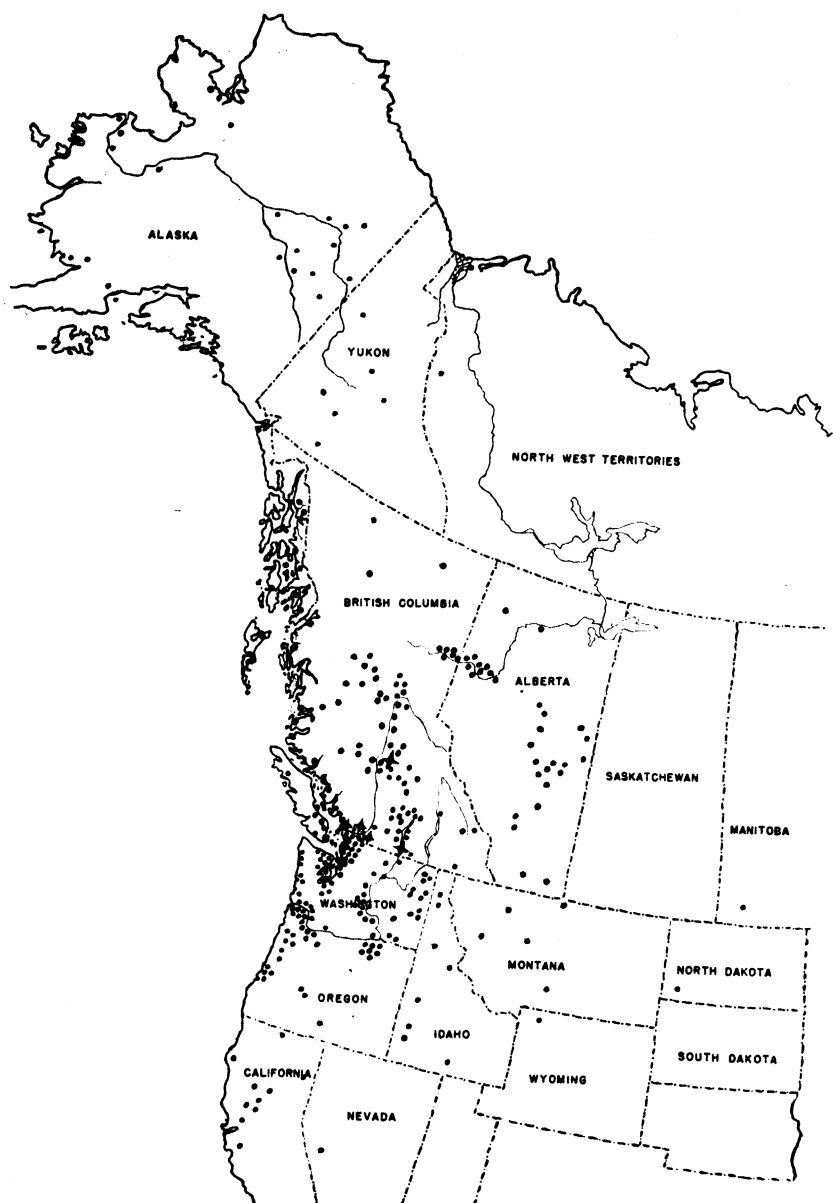 ALASKA
YUKON
NORTH WEST TERRITORIES
BRITISH COLUMBIA
ALBERTA
SASKATCHEWAN
MANITOBA
WASHINGTON
MONTANA
NORTH DAKOTA
OREGON
IDAHO
SOUTH DAKOTA
CALIFORNIA
WYOMING
NEVADA